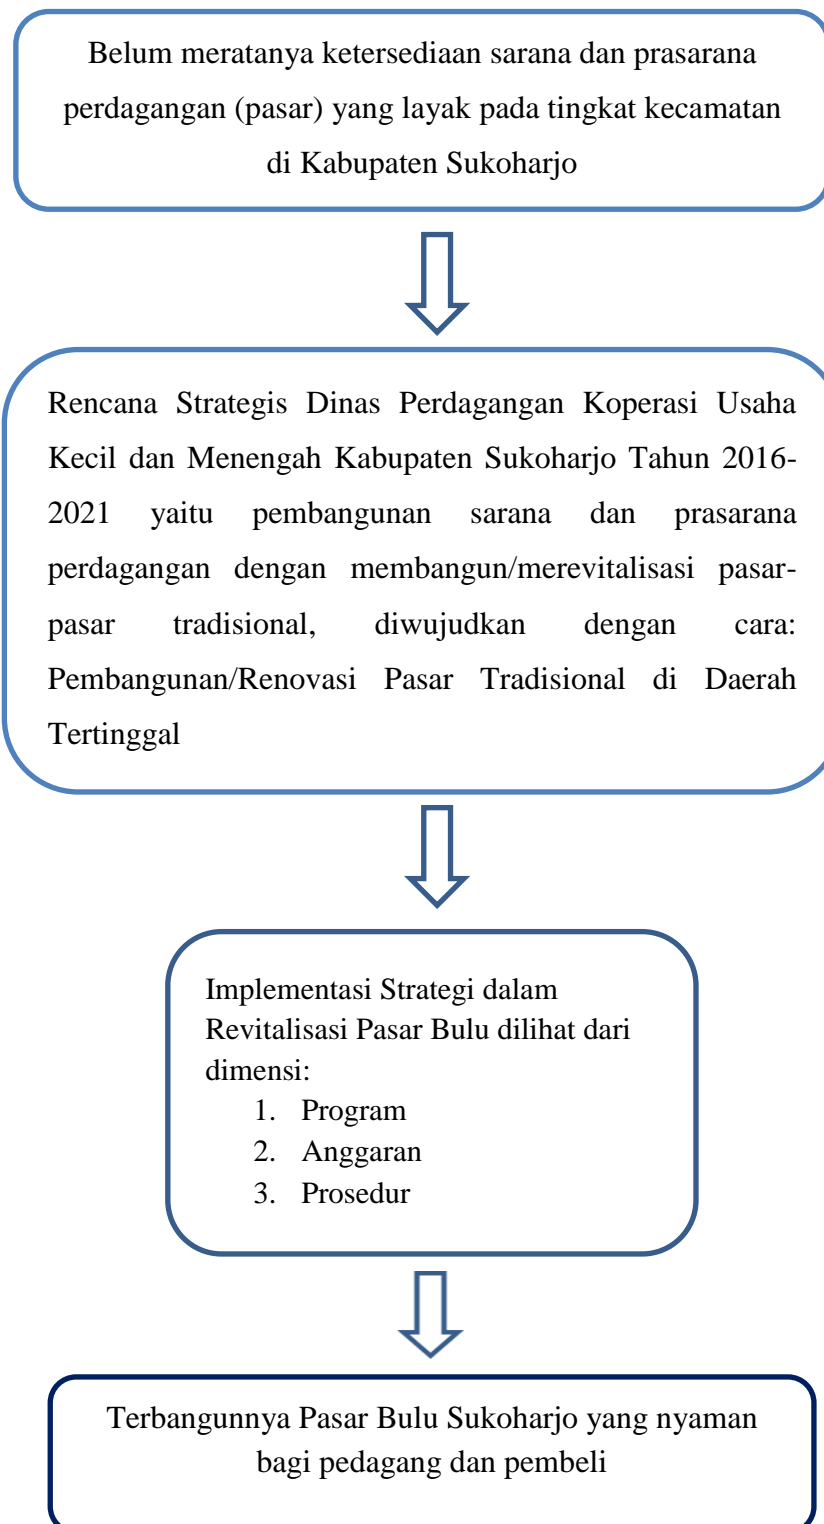 Belum meratanya ketersediaan sarana dan prasarana
perdagangan (pasar) yang layak pada tingkat kecamatan
di Kabupaten Sukoharjo
Rencana Strategis Dinas Perdagangan Koperasi Usaha
Kecil dan Menengah Kabupaten Sukoharjo Tahun 2016-
2021 yaitu pembangunan sarana dan prasarana
perdagangan dengan membangun/merevitalisasi pasar-
pasar tradisional, diwujudkan dengan cara:
Pembangunan/Renovasi Pasar Tradisional di Daerah
Tertinggal
Implementasi Strategi dalam
Revitalisasi Pasar Bulu dilihat dari
dimensi:
1. Program
2. Anggaran
3. Prosedur
Terbangunnya Pasar Bulu Sukoharjo yang nyaman
bagi pedagang dan pembeli